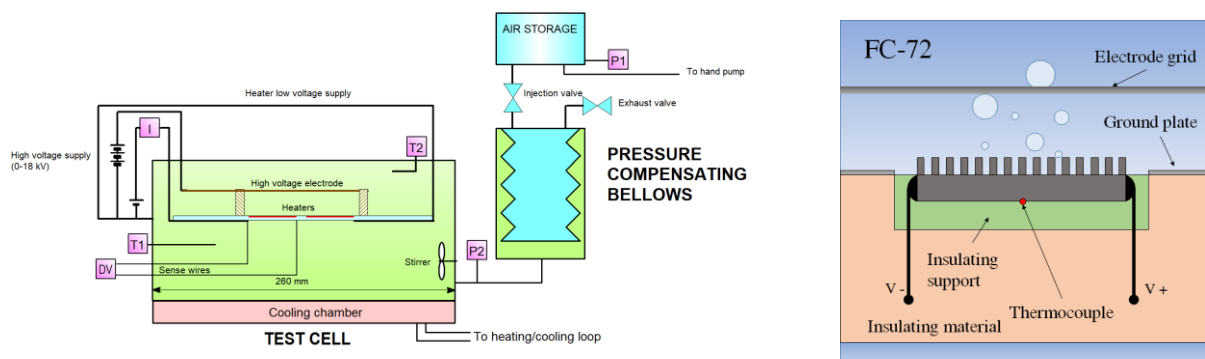 AIR STORAGE
P1
To hand pump
Injection valve
Exhaust valve
Heater low voltage supply
I
High voltage supply
(0-18 kV)
T2
High voltage electrode
Heaters
T1
DV
Sense wires
Stirrer
P2
260 mm
Cooling chamber
TEST CELL
To heating/cooling loop
PRESSURE
COMPENSATING
BELLOWS
FC-72
Electrode grid
Ground plate
Insulating
support
V -
V +
Thermocouple
Insulating material